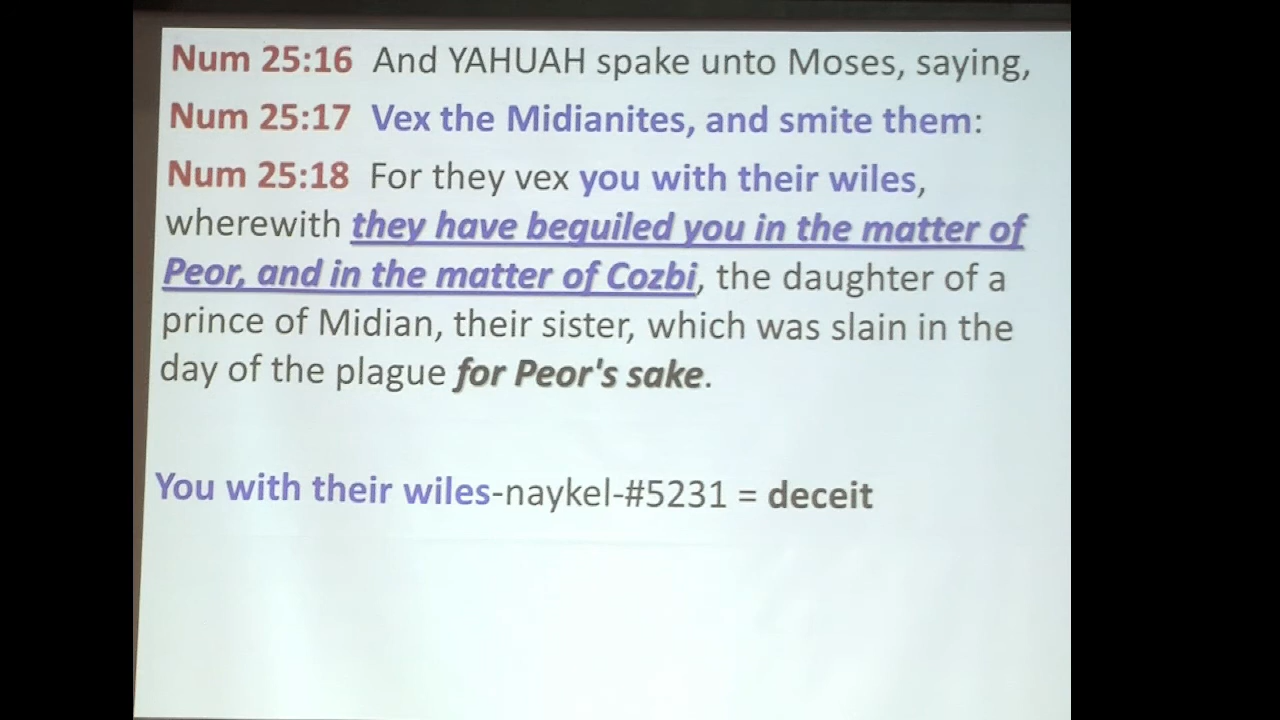 Num 25:16 And YAHUAH spake unto Moses, saying,
Num 25:17 Vex the Midianites, and smite them:
Num 25:18 For they vex you with their wiles,
wherewith they have beguiled you in the matter of
Peor, and in the matter of Cozbi, the daughter of a
prince of Midian, their sister, which was slain in the
day of the plague for Peor's sake.
You with their wiles-naykel-#5231 = deceit